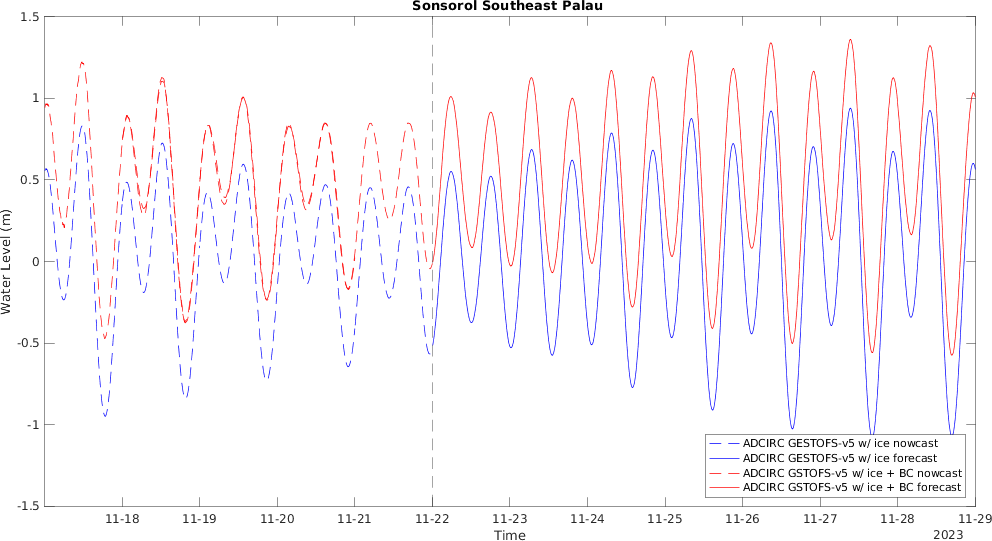 Sonsorol Southeast Palau
1.5
1
0.5
0
-0.5
-1
-1.5
Water Level (m)
ADCIRC GESTOFS-v5 w/ ice nowcast
ADCIRC GESTOFS-v5 w/ ice forecast
ADCIRC GSTOFS-v5 w/ ice + BC nowcast
ADCIRC GSTOFS-v5 w/ ice + BC forecast
11-18 11-19 11-20 11-21 11-22 11-23 11-24 11-25 11-26 11-27 11-28 11-29
Time
2023